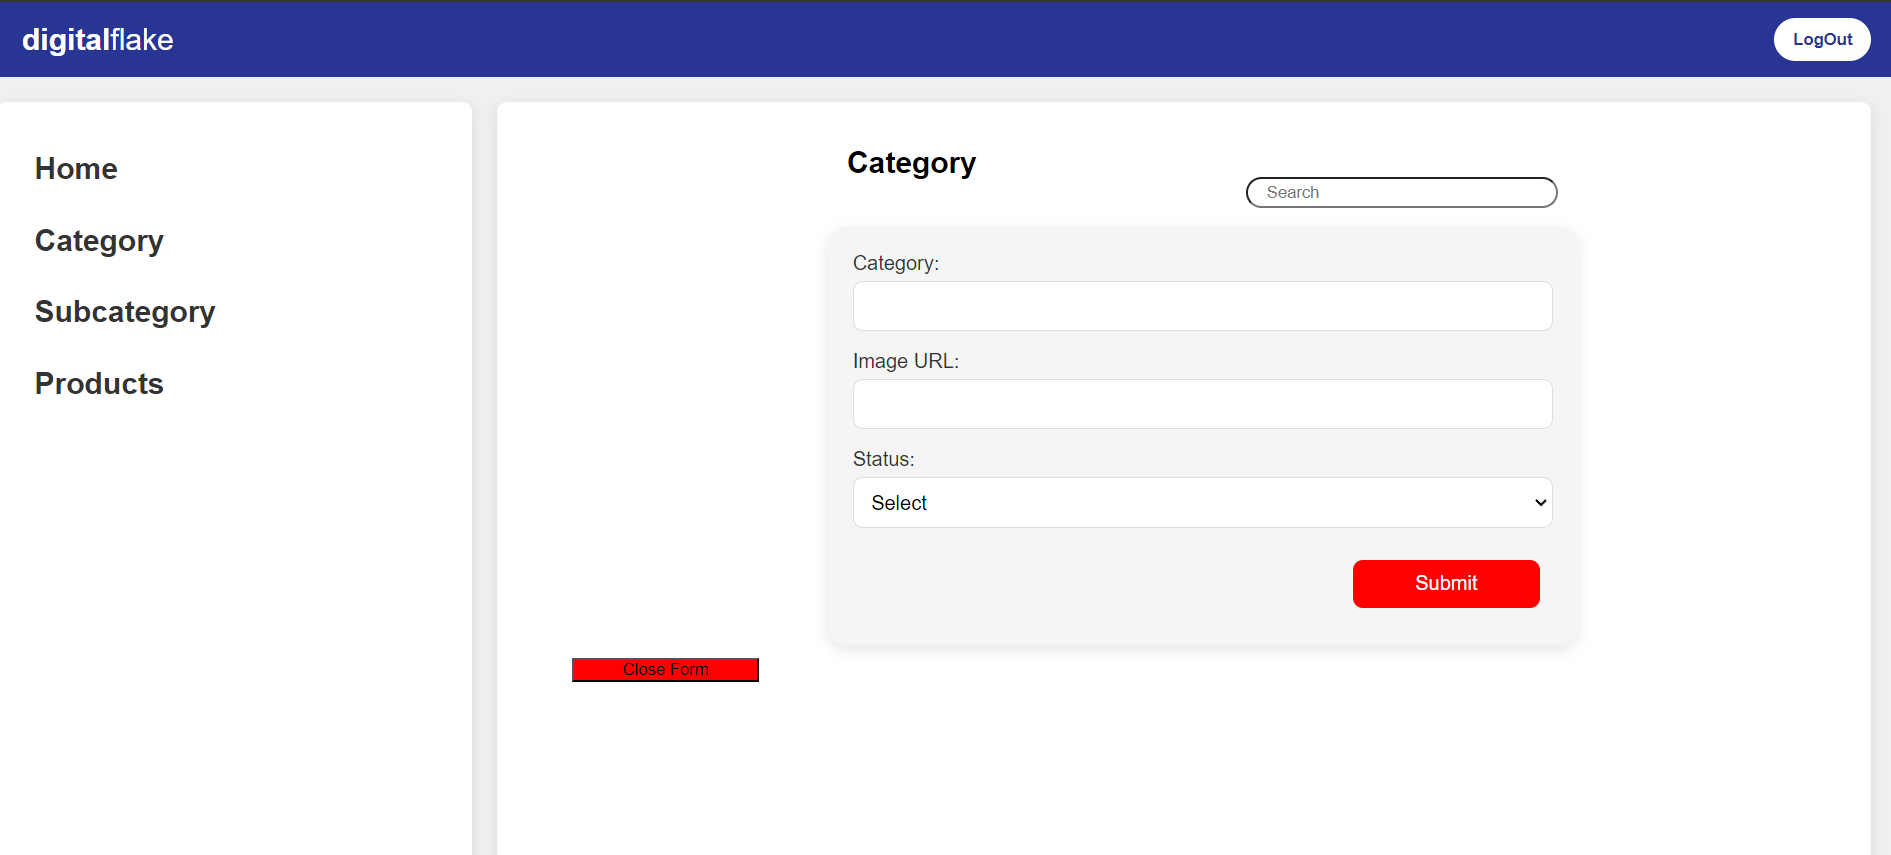 digitalflake
LogOut
Home
Category
Subcategory
Products
Category
Search
Category:
Image URL:
Status:
Select
Submit
Close Form